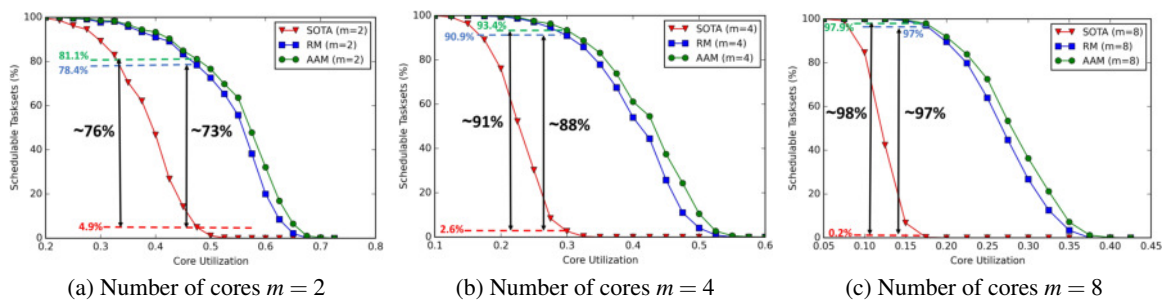 SOTA (m=2)
RM (m=2)
AAM (m=2)
81.1%
78.4%
~76%
~73%
4.9%
Schedulable Tasksets (%)
100
80
60
40
20
0
0.2 0.3 0.4 0.5 0.6 0.7 0.8
Core Utilization
(a) Number of cores m = 2
SOTA (m=4)
RM (m=4)
AAM (m=4)
93.4%
90.9%
~91%
~88%
2.6%
Schedulable Tasksets (%)
100
80
60
40
20
0
0.1 0.2 0.3 0.4 0.5 0.6
Core Utilization
(b) Number of cores m = 4
SOTA (m=8)
RM (m=8)
AAM (m=8)
97.9%
97%
~98%
~97%
0.2%
Schedulable Tasksets (%)
100
80
60
40
20
0
0.05 0.10 0.15 0.20 0.25 0.30 0.35 0.40 0.45
Core Utilization
(c) Number of cores m = 8